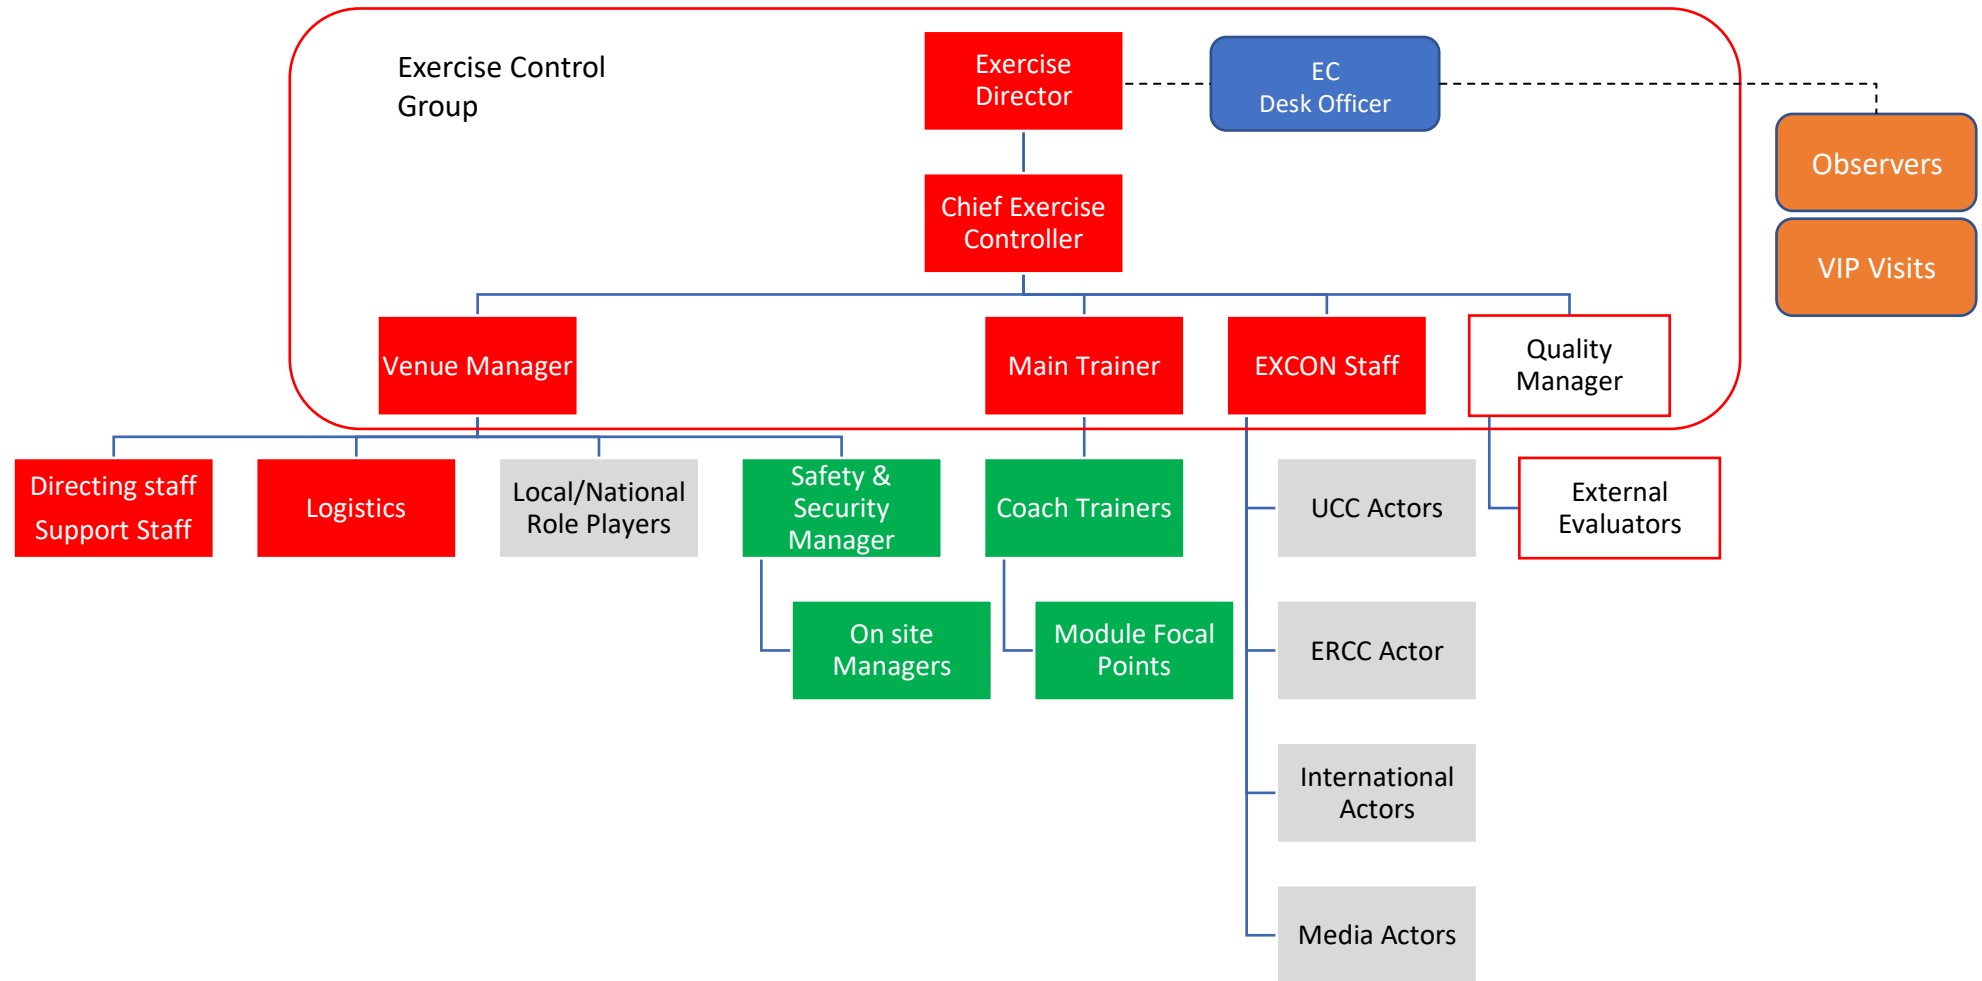 Exercise Control
Group
Exercise
Director
EC
Desk Officer
Observers
VIP Visits
Chief Exercise
Controller
Venue Manager
Main Trainer
EXCON Staff
Quality
Manager
Directing staff
Support Staff
Logistics
Local/National
Role Players
Safety &
Security
Manager
Coach Trainers
UCC Actors
External
Evaluators
On site
Managers
Module Focal
Points
ERCC Actor
International
Actors
Media Actors